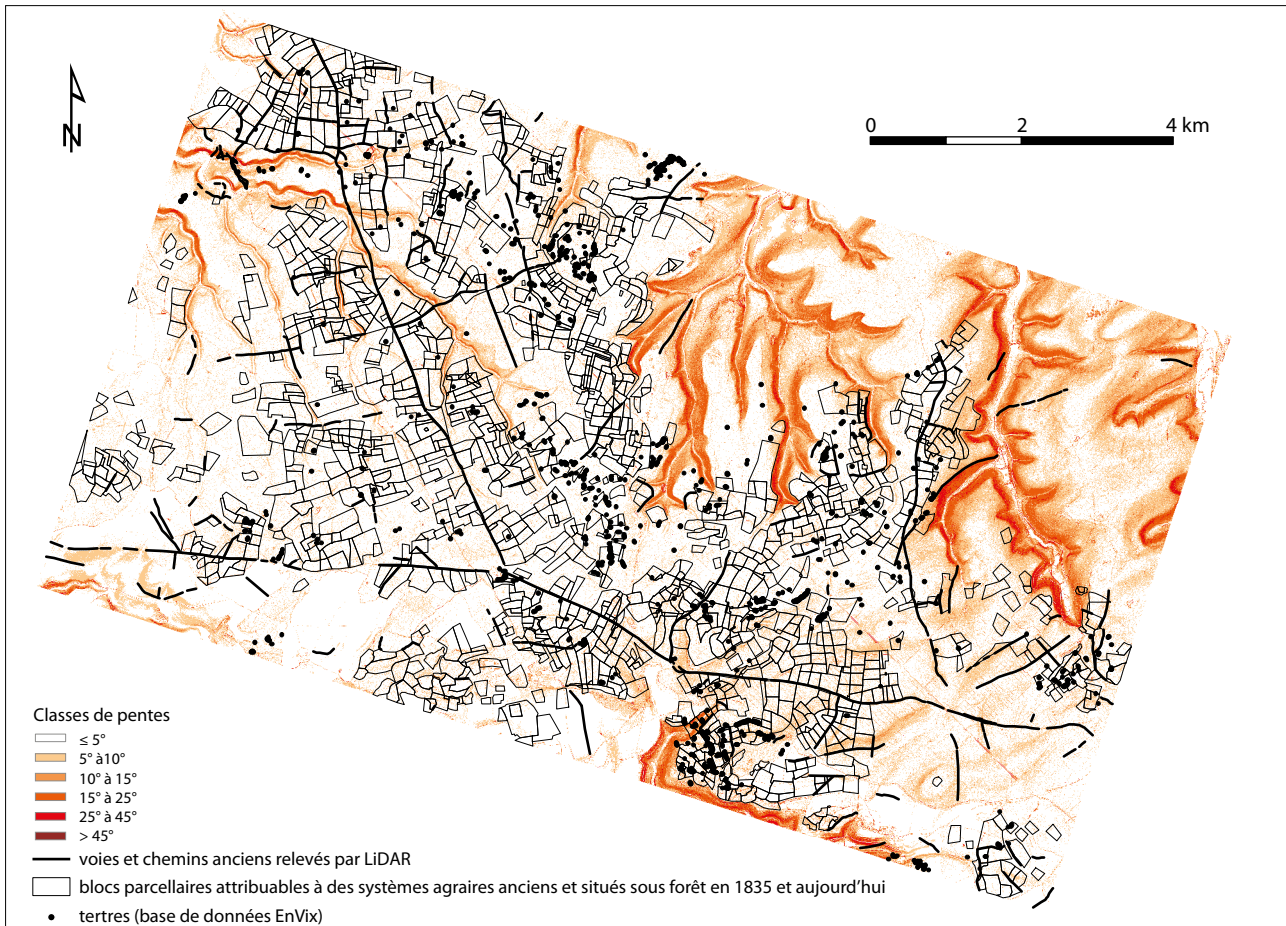 N
0 2 4 km
Classes de pentes
≤ 5°
5° à10°
10° à 15°
15° à 25°
25° à 45°
> 45°
voies et chemins anciens relevés par LiDAR
blocs parcellaires attribuables à des systèmes agraires anciens et situés sous forêt en 1835 et aujourd’hui
tertres (base de données EnVix)